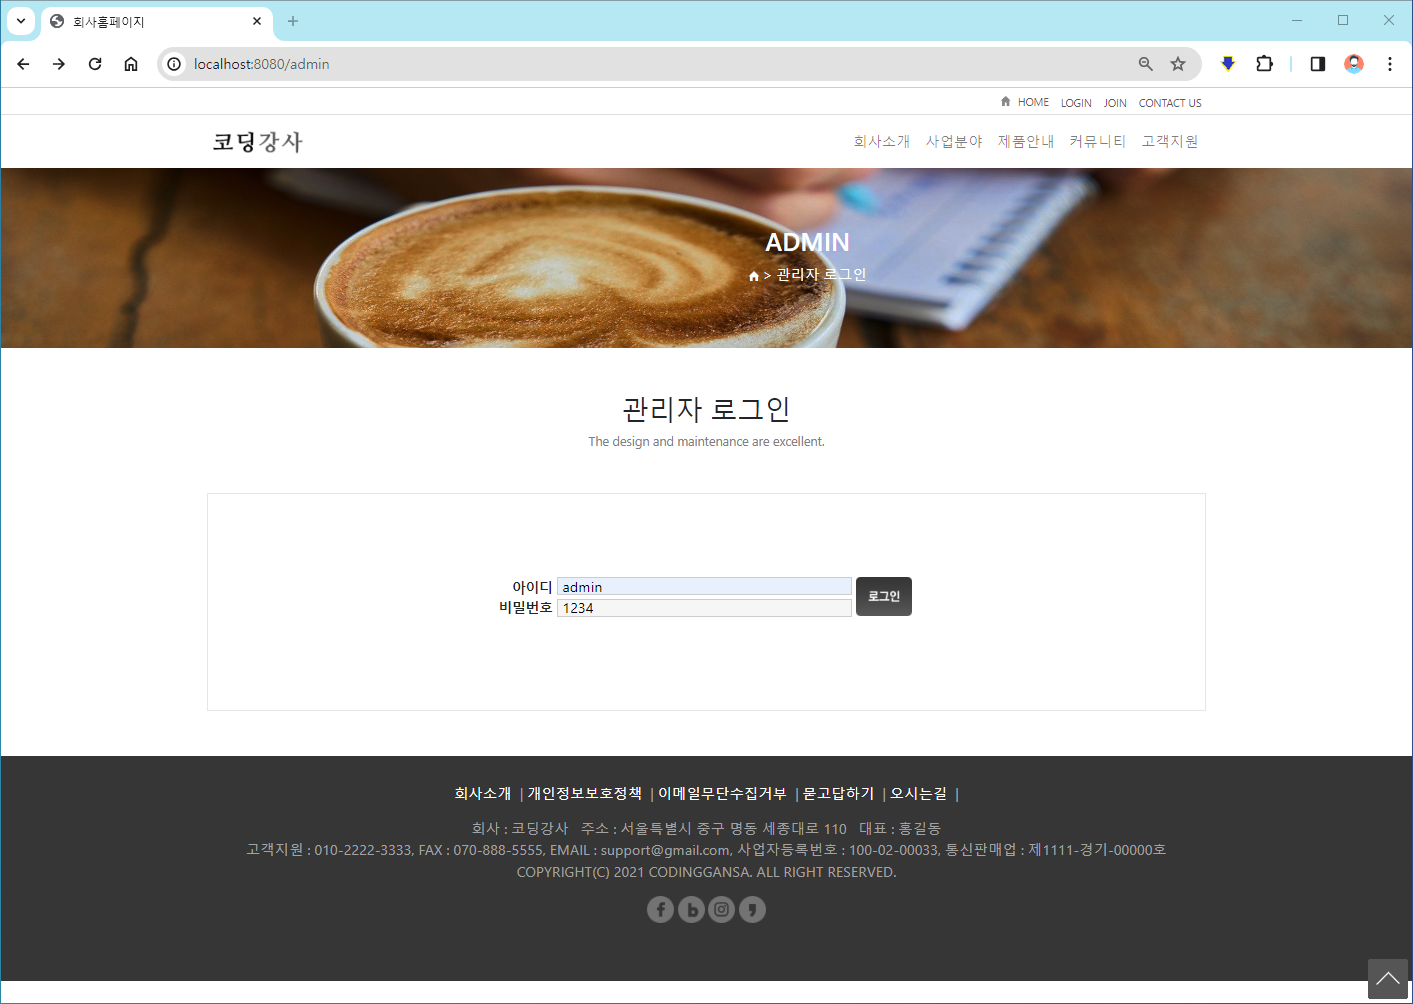 회사홈페이지
localhost:8080/admin
HOME LOGIN JOIN CONTACT US
코딩강사
회사소개 사업분야 제품안내 커뮤니티 고객지원
ADMIN
> 관리자 로그인
관리자 로그인
The design and maintenance are excellent.
아이디 admin
로그인
비밀번호 1234
회사소개 | 개인정보보호정책 | 이메일무단수집거부 | 묻고답하기 | 오시는길 |
회사 : 코딩강사 주소 : 서울특별시 중구 명동 세종대로 110 대표 : 홍길동
고객지원 : 010-2222-3333, FAX : 070-888-5555, EMAIL : support@gmail.com, 사업자등록번호 : 100-02-00033, 통신판매업 : 제1111-경기-00000호
COPYRIGHT(C) 2021 CODINGGANSA. ALL RIGHT RESERVED.